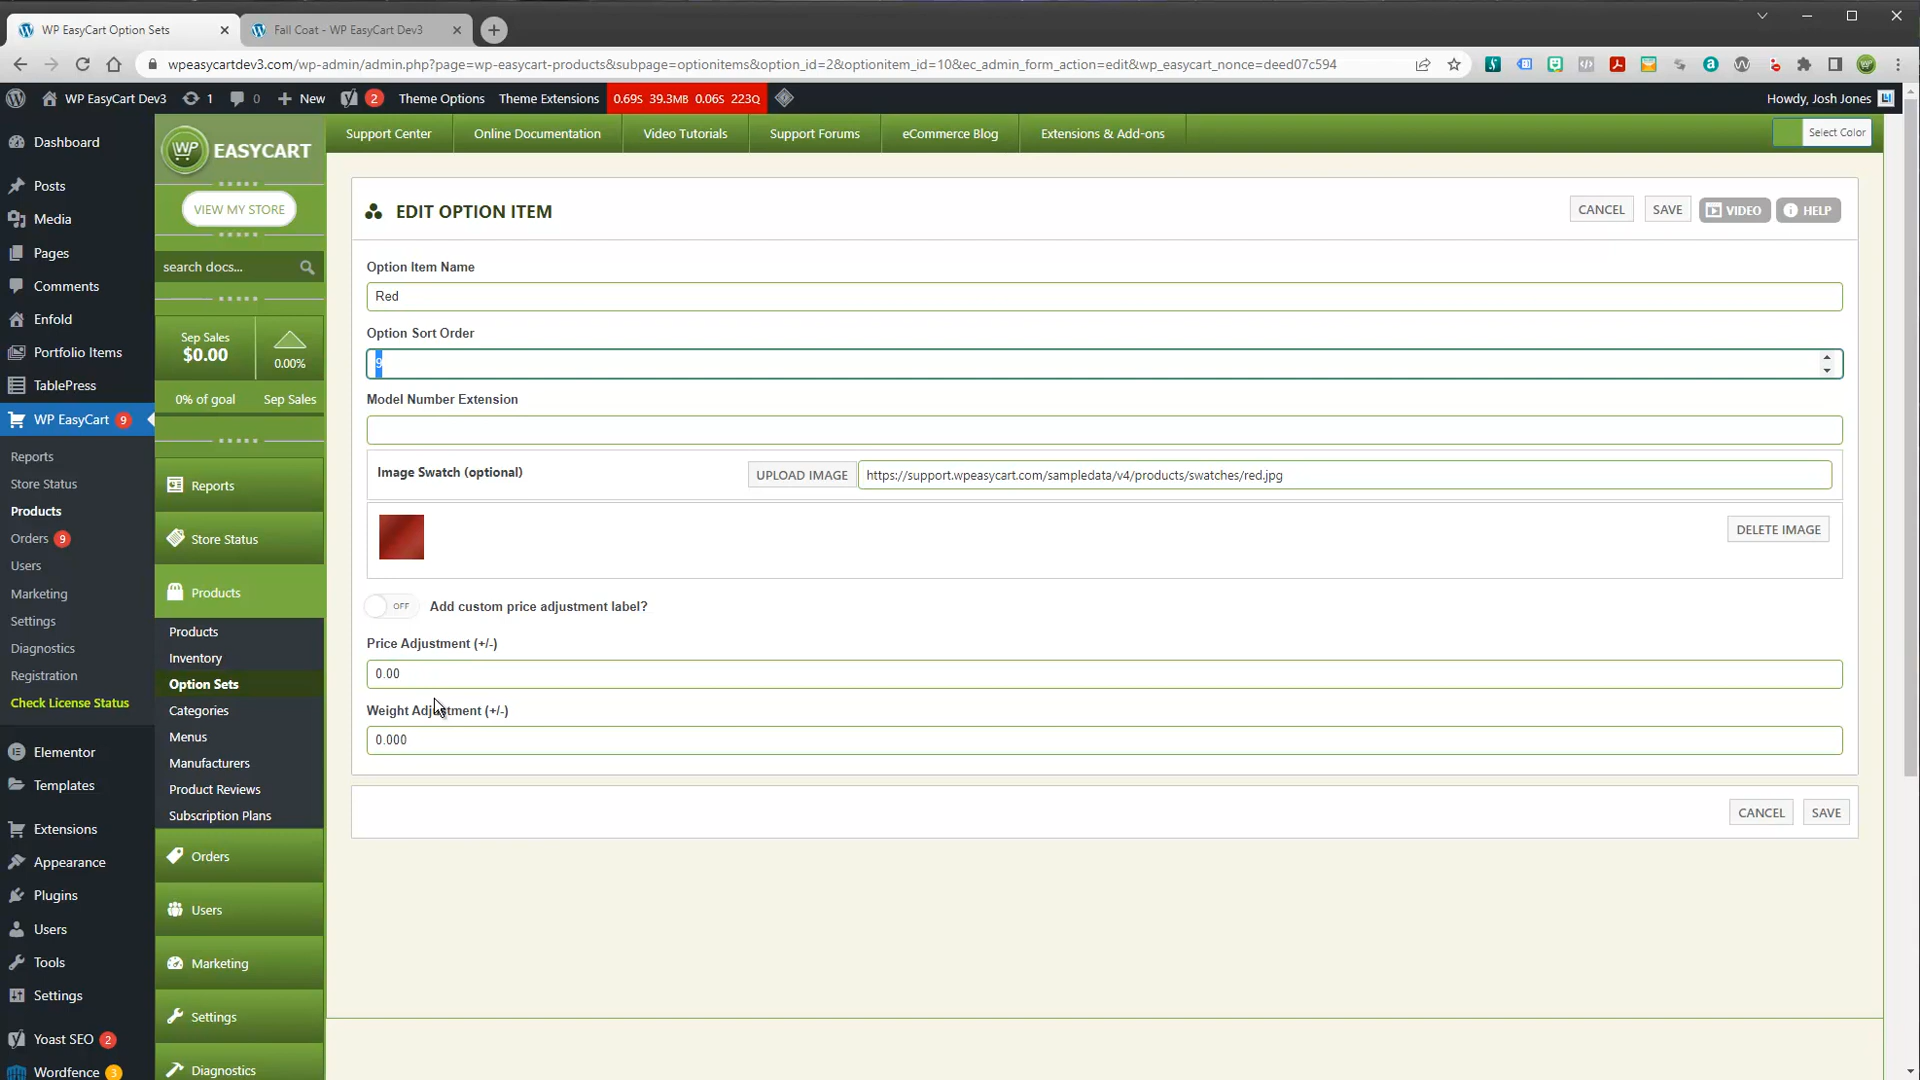 WP EasyCart Option Sets
Fall Coat - WP EasyCart Dev3
wpeasycartdev3.com/wp-admin/admin.php?page=wp-easycart-products&subpage=optionitems&option_id=2&optionitem_id=10&ec_admin_form_action=edit&wp_easycart_nonce=deed07c594
WP EasyCart Dev3
1
0
New
2
Theme Options
Theme Extensions
0.69S 39.3MB 0.06S 223Q
Howdy, Josh Jones
Dashboard
Posts
Media
Pages
Comments
Enfold
Portfolio Items
TablePress
WP EasyCart 9
Reports
Store Status
Products
Orders 9
Users
Marketing
Settings
Diagnostics
Registration
Check License Status
Elementor
Templates
Extensions
Appearance
Plugins
Users
Tools
Settings
Yoast SEO 2
Wordfence 3
WP EASYCART
VIEW MY STORE
search docs...
Sep Sales
$0.00
0.00%
0% of goal
Sep Sales
Reports
Store Status
Products
Products
Inventory
Option Sets
Categories
Menus
Manufacturers
Product Reviews
Subscription Plans
Orders
Users
Marketing
Settings
Diagnostics
Support Center
Online Documentation
Video Tutorials
Support Forums
eCommerce Blog
Extensions & Add-ons
Select Color
EDIT OPTION ITEM
CANCEL
SAVE
VIDEO
HELP
Option Item Name
Red
Option Sort Order
9
Model Number Extension
Image Swatch (optional)
UPLOAD IMAGE
https://support.wpeasycart.com/sampledata/v4/products/swatches/red.jpg
DELETE IMAGE
OFF
Add custom price adjustment label?
Price Adjustment (+/-)
0.00
Weight Adjustment (+/-)
0.000
CANCEL
SAVE